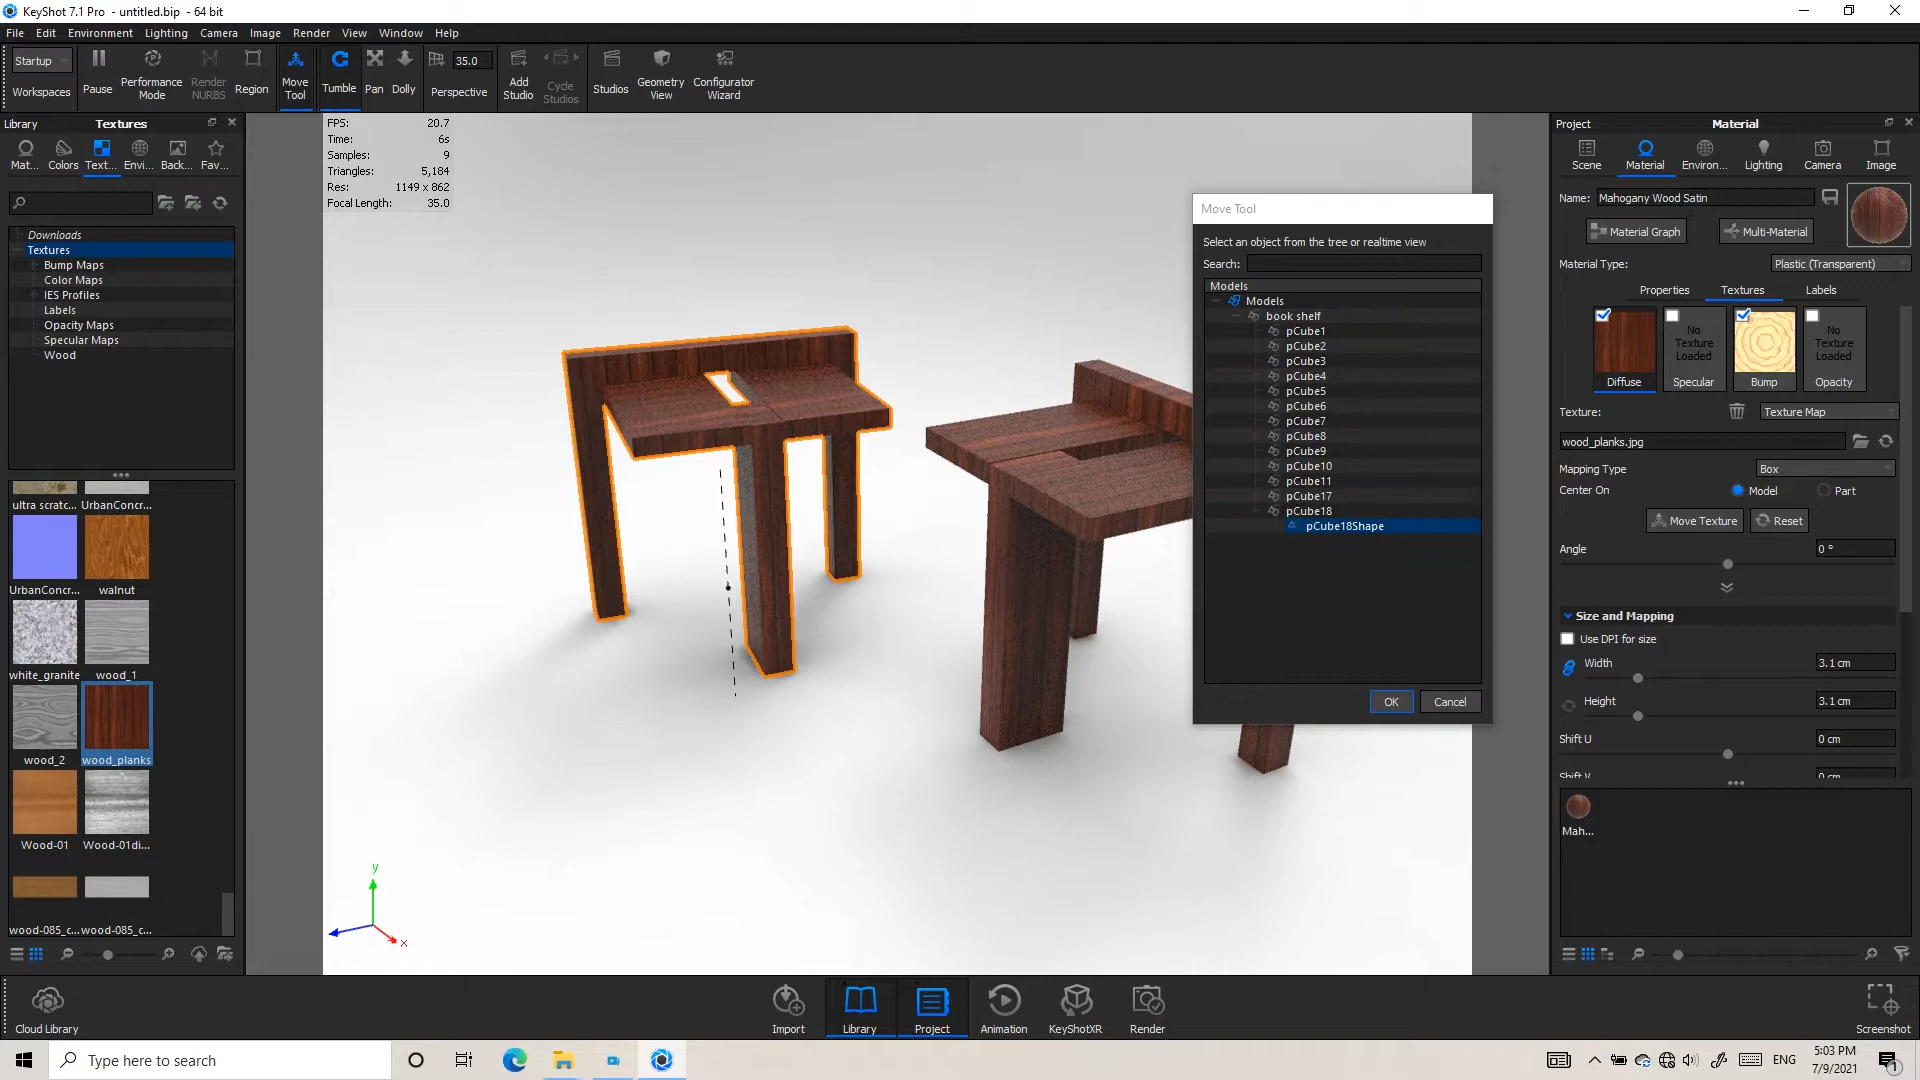 KeyShot 7.1 Pro - untitled.bip - 64 bit
File Edit Environment Lighting Camera Image Render View Window Help
Startup
Workspaces
Pause
Performance Mode
Render NURBS
Region
Move Tool
Tumble
Pan
Dolly
35.0
Perspective
Add Studio
Cycle Studios
Studios
Geometry View
Configurator Wizard
Library Textures
Mat... Colors Text... Envi... Back... Fav...
Downloads
Textures
Bump Maps
Color Maps
IES Profiles
Labels
Opacity Maps
Specular Maps
Wood
ultra scratc... UrbanConcr...
UrbanConcr... walnut
white_granite wood_1
wood_2 wood_planks
Wood-01 Wood-01di...
wood-085_c... wood-085_c...
FPS: 20.7
Time: 6s
Samples: 9
Triangles: 5,184
Res: 1149 x 862
Focal Length: 35.0
y
x
Move Tool
Select an object from the tree or realtime view
Search:
Models
Models
book shelf
pCube1
pCube2
pCube3
pCube4
pCube5
pCube6
pCube7
pCube8
pCube9
pCube10
pCube11
pCube17
pCube18
pCube18Shape
OK Cancel
Project Material
Scene Material Environ... Lighting Camera Image
Name: Mahogany Wood Satin
Material Graph Multi-Material
Material Type: Plastic (Transparent)
Properties Textures Labels
No Texture Loaded
No Texture Loaded
Diffuse Specular Bump Opacity
Texture: Texture Map
wood_planks.jpg
Mapping Type Box
Center On Model Part
Move Texture Reset
Angle 0 °
Size and Mapping
Use DPI for size
Width 3.1 cm
Height 3.1 cm
Shift U 0 cm
Shift V 0 cm
Mah...
Cloud Library
Import Library Project Animation KeyShotXR Render
Screenshot
Type here to search
ENG
5:03 PM
7/9/2021
1